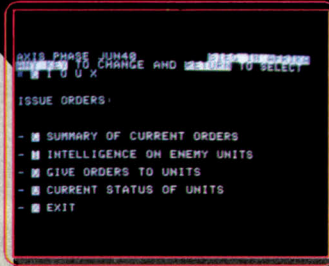 AXIS PHASE JUN40
ANY KEY TO CHANGE AND RETURN TO SELECT
I O U X
ISSUE ORDERS:
SUMMARY OF CURRENT ORDERS
INTELLIGENCE ON ENEMY UNITS
GIVE ORDERS TO UNITS
CURRENT STATUS OF UNITS
- EXIT